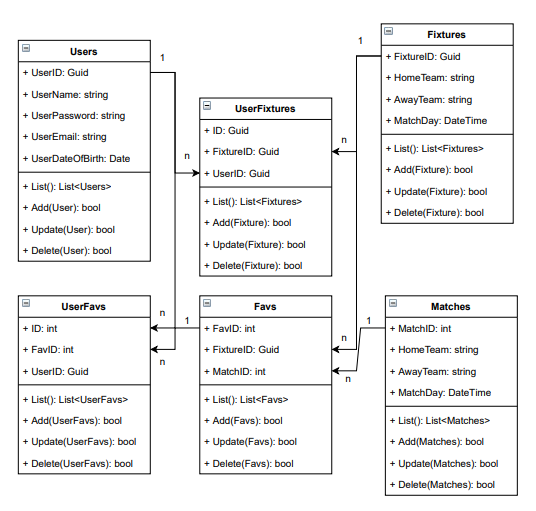 Users
+ UserID: Guid
+ UserName: string
+ UserPassword: string
+ UserEmail: string
+ UserDateOfBirth: Date
+ List(): List<Users>
+ Add(User): bool
+ Update(User): bool
+ Delete(User): bool
1
n
n
n
UserFixtures
+ ID: Guid
+ FixtureID: Guid
+ UserID: Guid
+ List(): List<Fixtures>
+ Add(Fixture): bool
+ Update(Fixture): bool
+ Delete(Fixture): bool
1
n
n
Fixtures
+ FixtureID: Guid
+ HomeTeam: string
+ AwayTeam: string
+ MatchDay: DateTime
+ List(): List<Fixtures>
+ Add(Fixture): bool
+ Update(Fixture): bool
+ Delete(Fixture): bool
UserFavs
+ ID: int
+ FavID: int
+ UserID: Guid
+ List(): List<UserFavs>
+ Add(UserFavs): bool
+ Update(UserFavs): bool
+ Delete(UserFavs): bool
1
Favs
+ FavID: int
+ FixtureID: Guid
+ MatchID: int
+ List(): List<Favs>
+ Add(Favs): bool
+ Update(Favs): bool
+ Delete(Favs): bool
1
n
Matches
+ MatchID: int
+ HomeTeam: string
+ AwayTeam: string
+ MatchDay: DateTime
+ List(): List<Matches>
+ Add(Matches): bool
+ Update(Matches): bool
+ Delete(Matches): bool